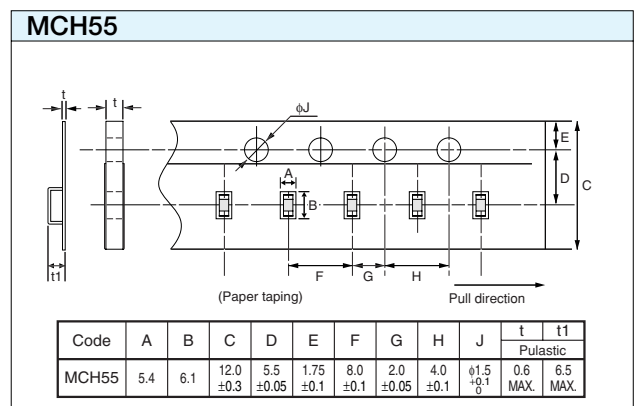 MCH55
t
t
ϕJ
E
A
D
C
B
t1
F
G
H
(Paper taping)
Pull direction
Code A B C D E F G H J t t1
Pulastic
MCH55 5.4 6.1 12.0 ±0.3 5.5 ±0.05 1.75 ±0.1 8.0 ±0.1 2.0 ±0.05 4.0 ±0.1 ϕ1.5 +0.1 0 0.6 MAX. 6.5 MAX.